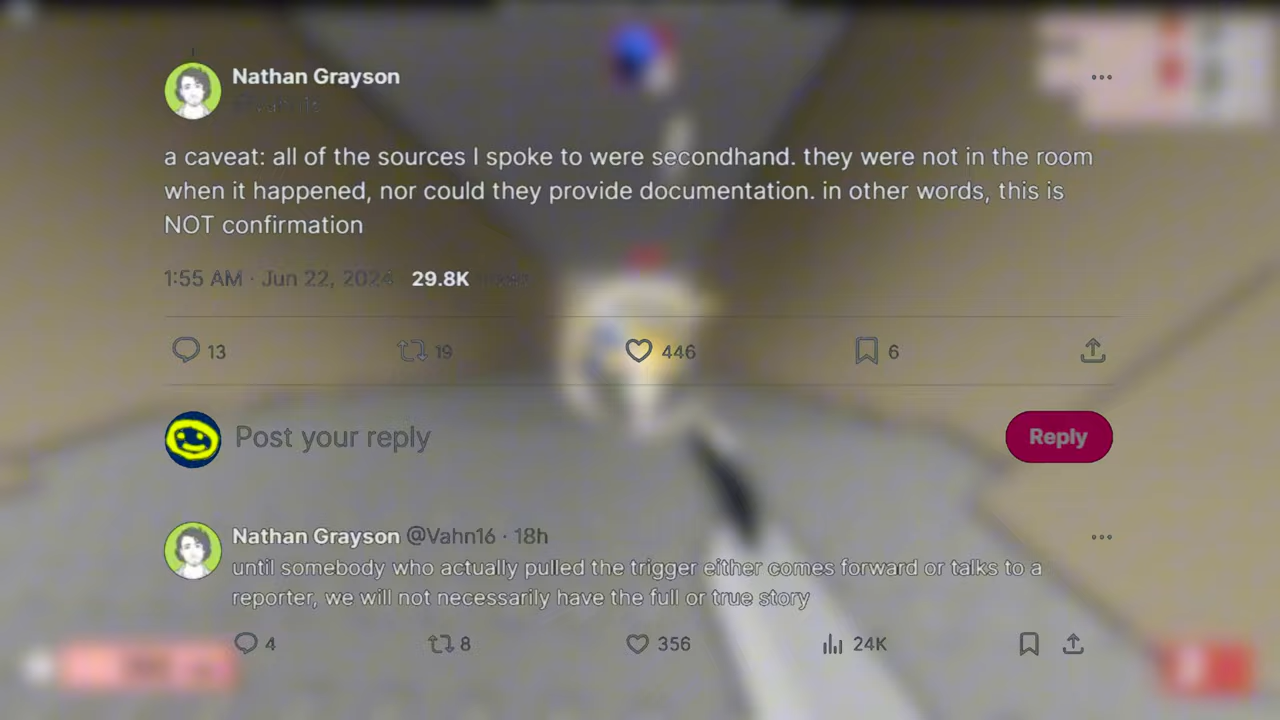 Nathan Grayson
a caveat: all of the sources I spoke to were secondhand. they were not in the room
when it happened, nor could they provide documentation. in other words, this is
NOT confirmation
1:55 AM · Jun 22, 2024 29.8K
13 19 446 6
Post your reply
Reply
Nathan Grayson @Vahn16 · 18h
until somebody who actually pulled the trigger either comes forward or talks to a
reporter, we will not necessarily have the full or true story
4 8 356 24K